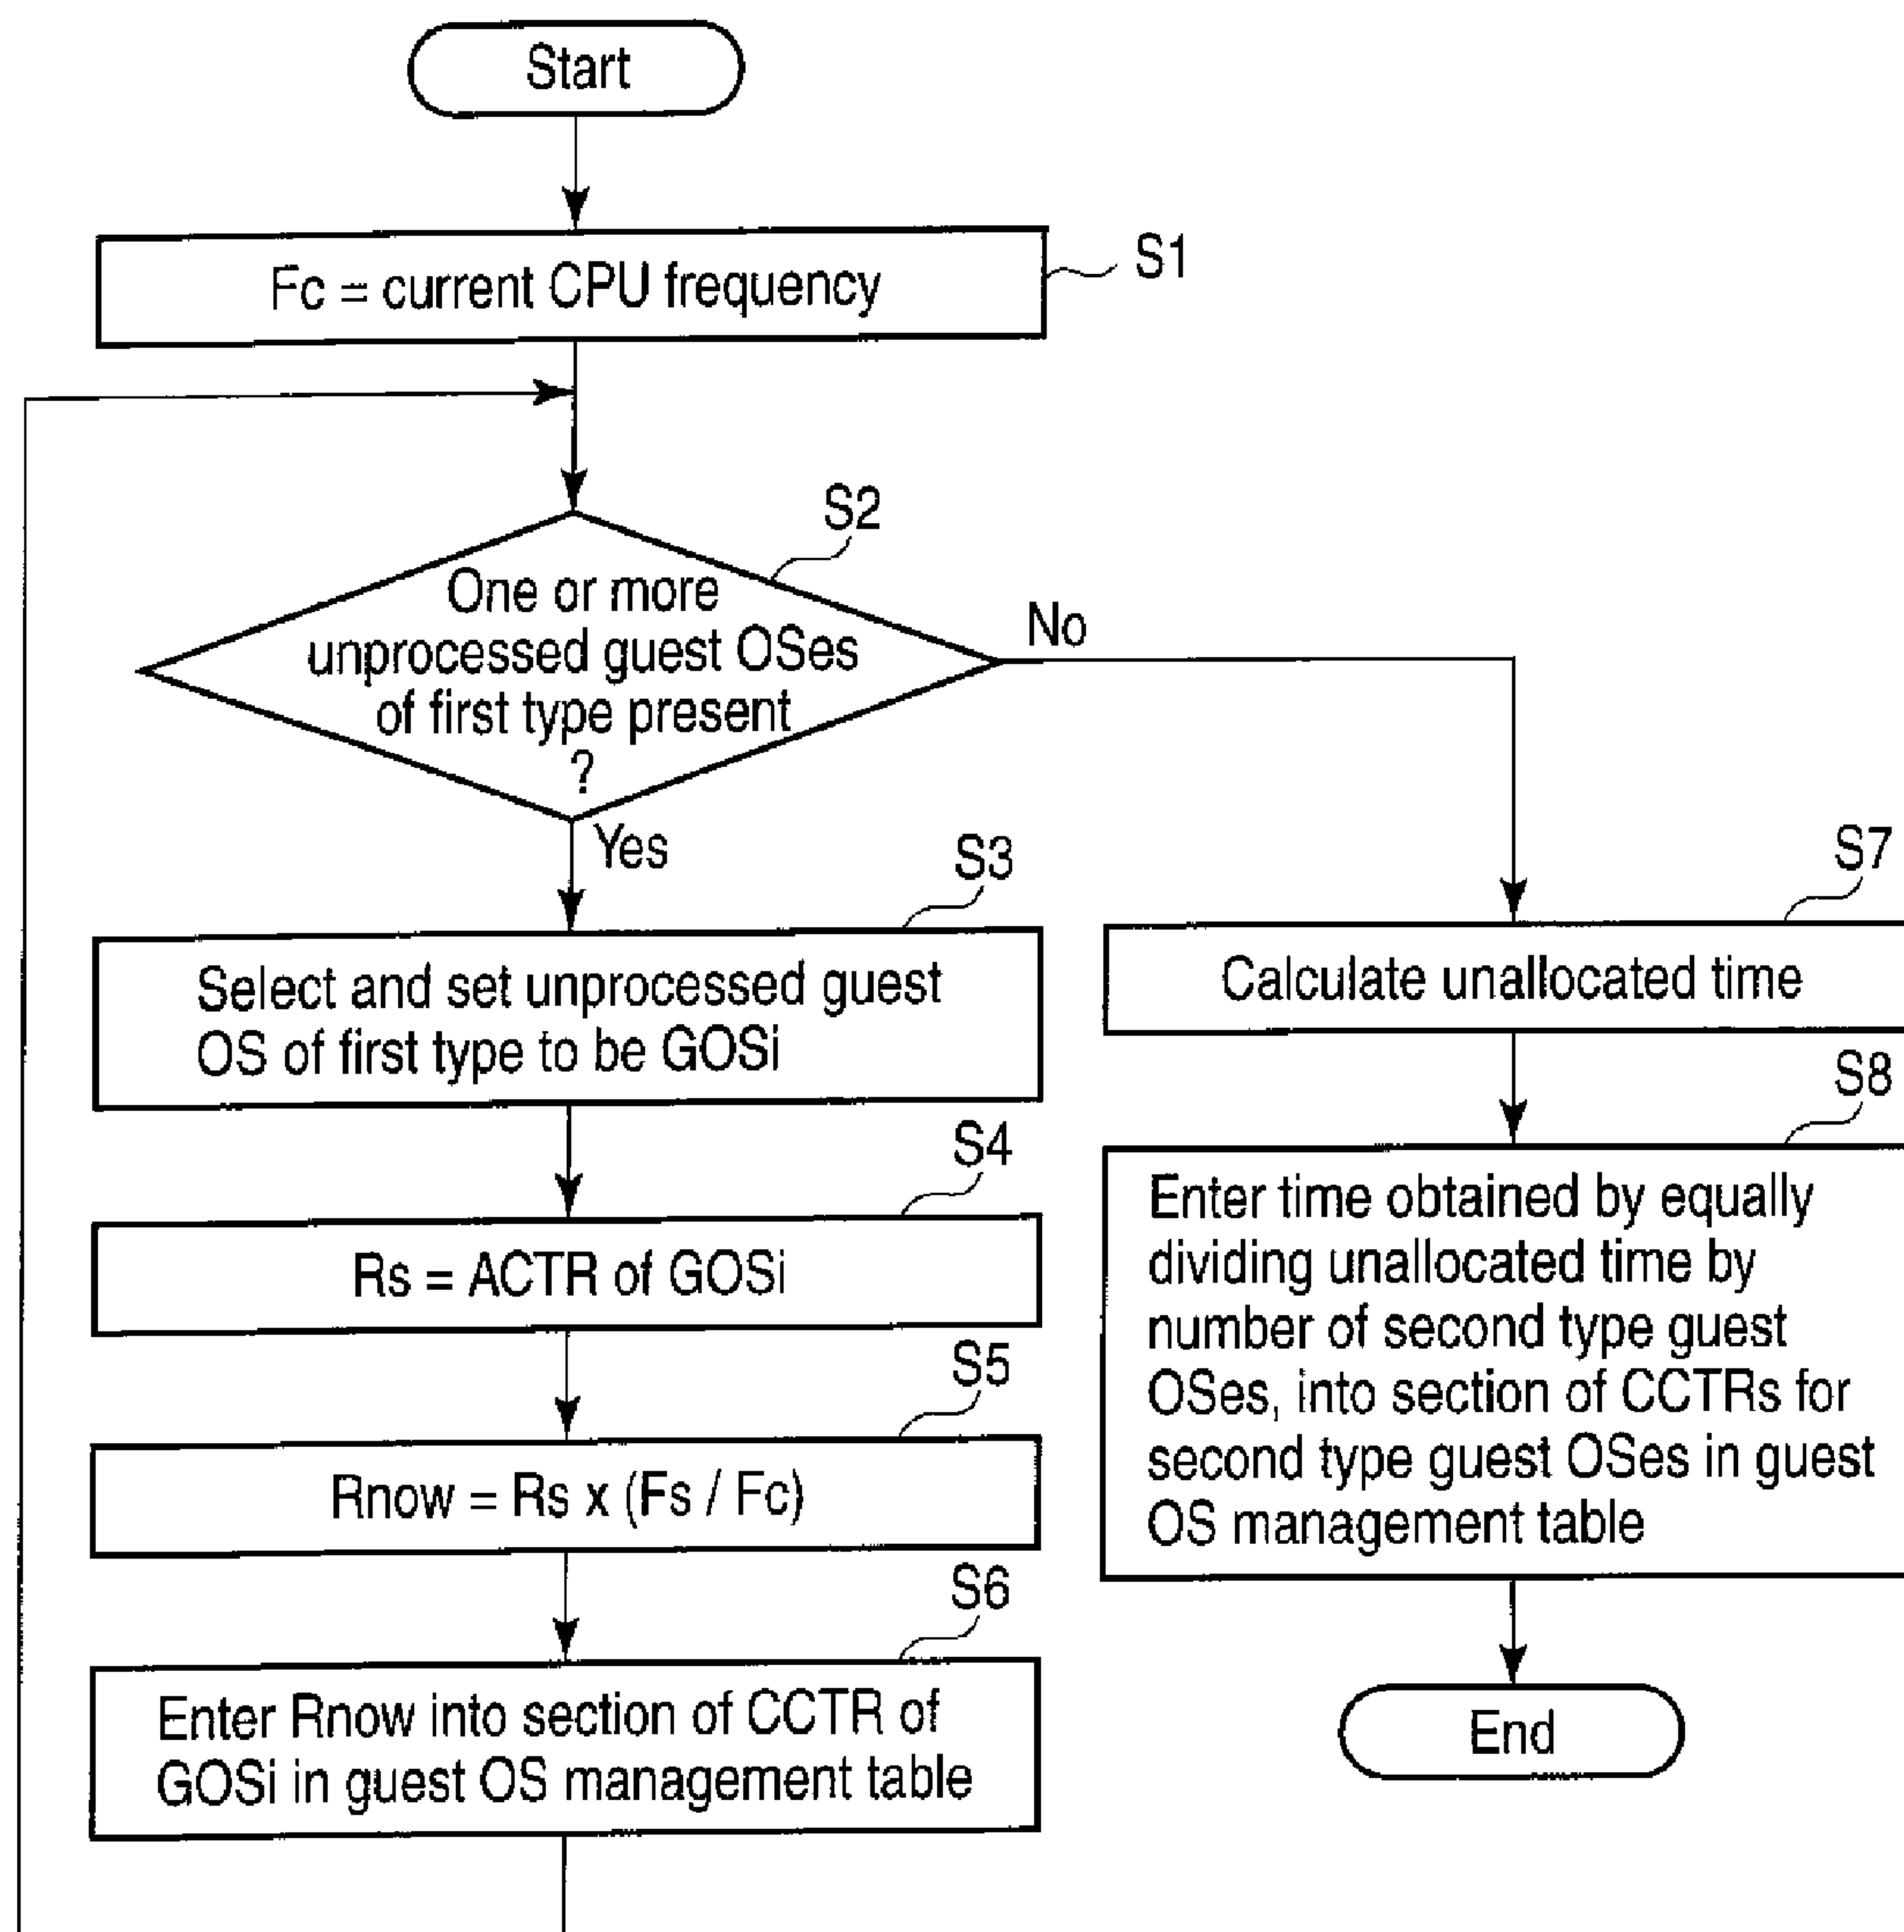 Start
Fc = current CPU frequency
S1
S2
One or more
unprocessed guest OSes
of first type present
?
No
Yes
S3
Select and set unprocessed guest
OS of first type to be GOSi
S4
Rs = ACTR of GOSi
S5
Rnow = Rs x (Fs / Fc)
S6
Enter Rnow into section of CCTR of
GOSi in guest OS management table
S7
Calculate unallocated time
S8
Enter time obtained by equally
dividing unallocated time by
number of second type guest
OSes, into section of CCTRs for
second type guest OSes in guest
OS management table
End